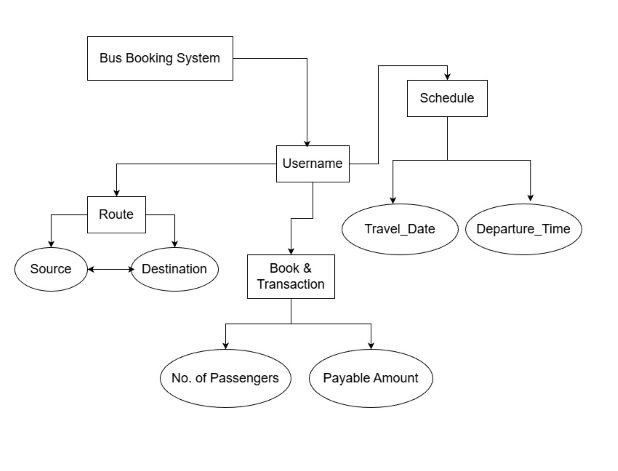 Bus Booking System
Schedule
Username
Route
Travel_Date
Departure_Time
Source
Destination
Book &
Transaction
No. of Passengers
Payable Amount